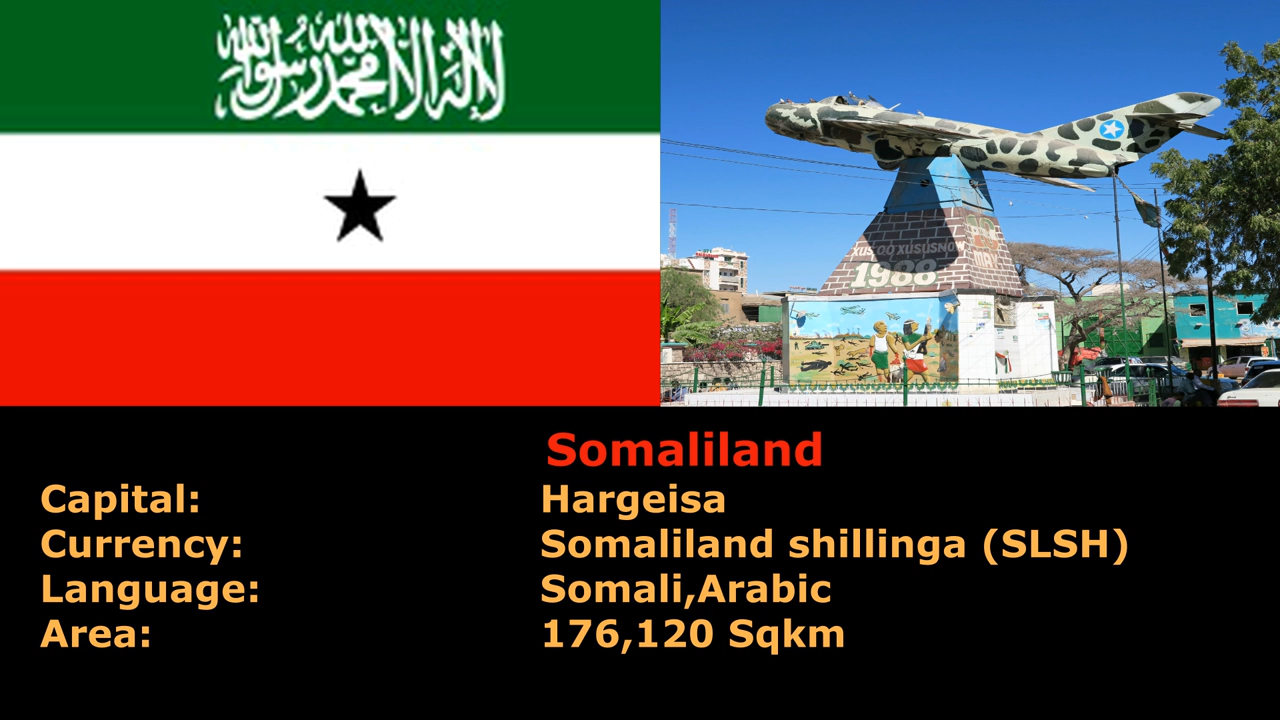 لا إله إلا الله محمد رسول الله
XUS OO XUSUSNOW
MAY
1988
Somaliland
Capital: Hargeisa
Currency: Somaliland shillinga (SLSH)
Language: Somali,Arabic
Area: 176,120 Sqkm